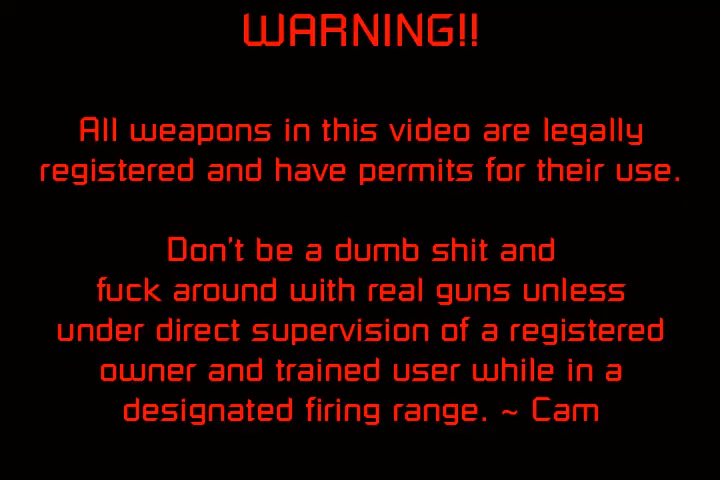 WARNING!!
All weapons in this video are legally
registered and have permits for their use.
Don't be a dumb shit and
fuck around with real guns unless
under direct supervision of a registered
owner and trained user while in a
designated firing range. ~ Cam